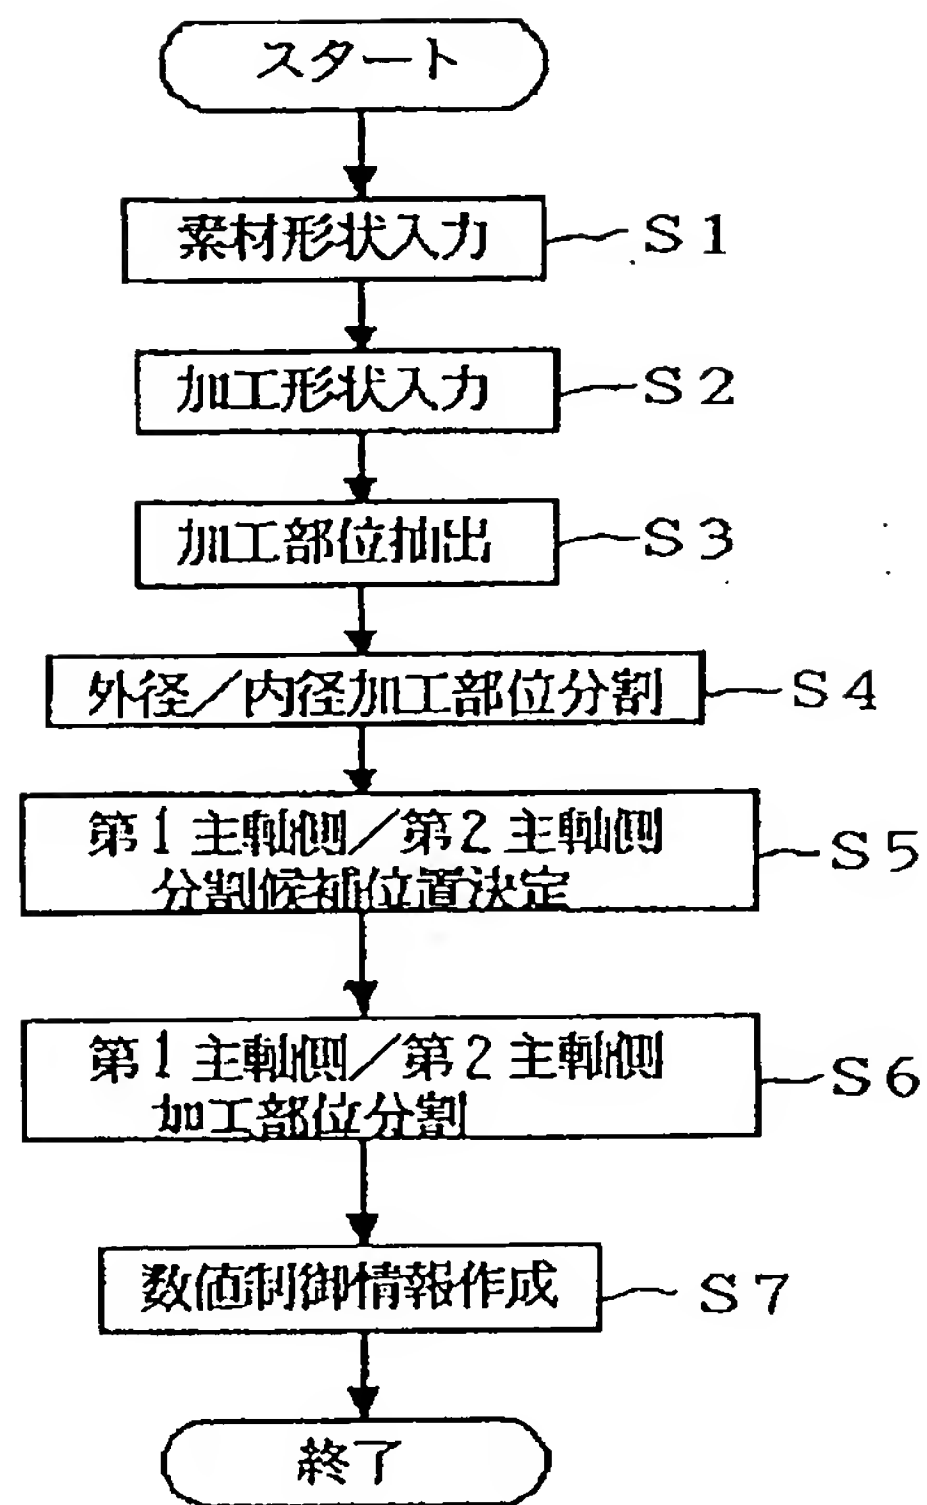 スタート
素材形状入力 S1
加工形状入力 S2
加工部位抽出 S3
外径／内径加工部位分割 S4
第1主軸側／第2主軸側
分割候補位置決定 S5
第1主軸側／第2主軸側
加工部位分割 S6
数値制御情報作成 S7
終了